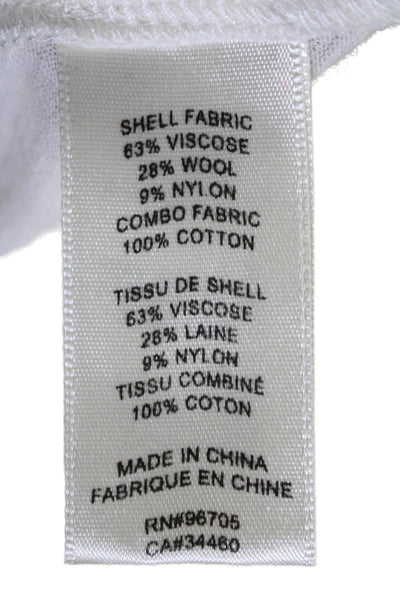 SHELL FABRIC
63% VISCOSE
28% WOOL
9% NYLON
COMBO FABRIC
100% COTTON
TISSU DE SHELL
63% VISCOSE
28% LAINE
9% NYLON
TISSU COMBINÉ
100% COTON
MADE IN CHINA
FABRIQUE EN CHINE
RN#96705
CA#34460